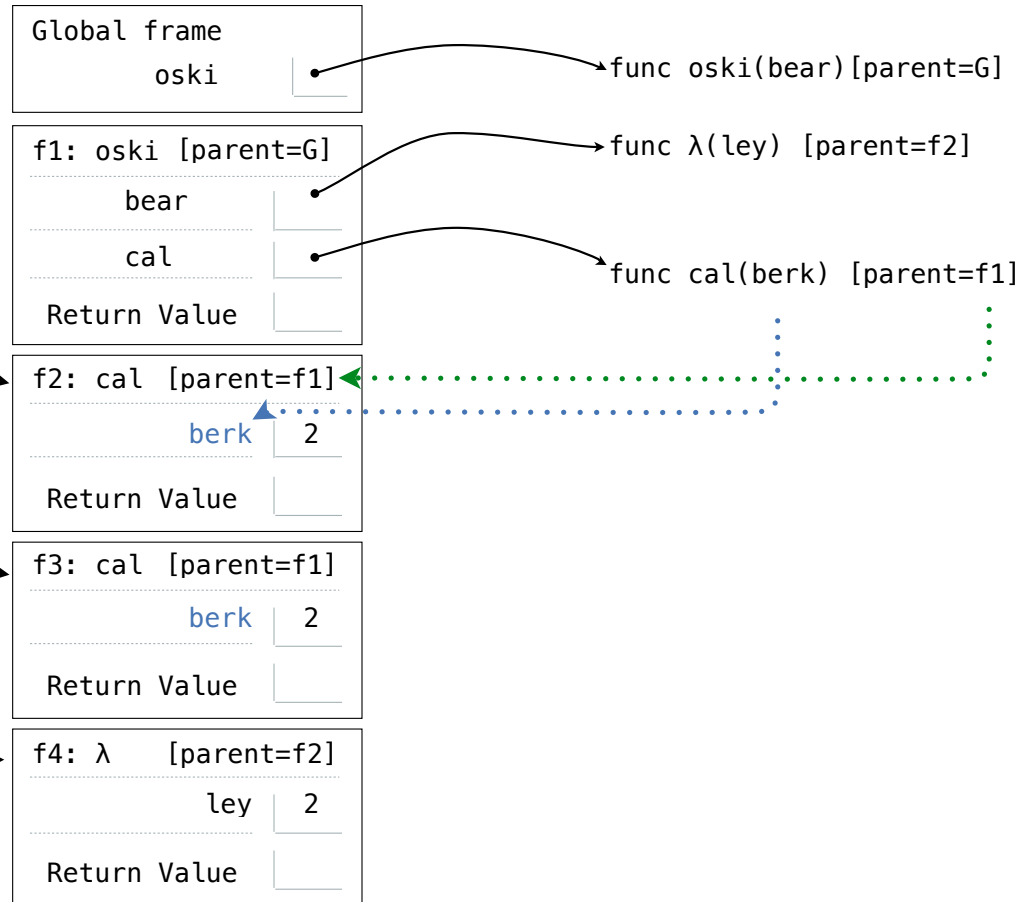 Global frame
oski
func oski(bear)[parent=G]
f1: oski [parent=G]
func λ(ley) [parent=f2]
bear
cal
func cal(berk) [parent=f1]
Return Value
f2: cal [parent=f1]
berk 2
Return Value
f3: cal [parent=f1]
berk 2
Return Value
f4: λ [parent=f2]
ley 2
Return Value